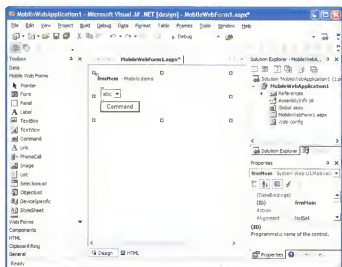 MobileWebApplication1 - Microsoft Visual J# .NET [design] - MobileWebForm1.aspx*
File Edit View Project Build Debug Data Format Table Frames Tools Window Help
Debug
Toolbox
Data
Mobile Web Forms
Pointer
Form
Panel
Label
TextBox
TextView
Command
Link
PhoneCall
Image
List
SelectionList
ObjectList
DeviceSpecific
StyleSheet
Web Forms
Components
HTML
Clipboard Ring
General
MobileWebForm1.aspx*
frmMain - Mobile demo
abc
Command
Design HTML
Solution Explorer - MobileWebA...
Solution 'MobileWebApplication1' (1 pr
MobileWebApplication1
References
AssemblyInfo.jsl
Global.asax
MobileWebForm1.aspx
Web.config
Solution Explorer
Properties
frmMain System.Web.UI.MobileC
(DataBindings)
(ID) frmMain
Action
Alignment NotSet
(ID)
Programmatic name of the control.
Properties
Ready